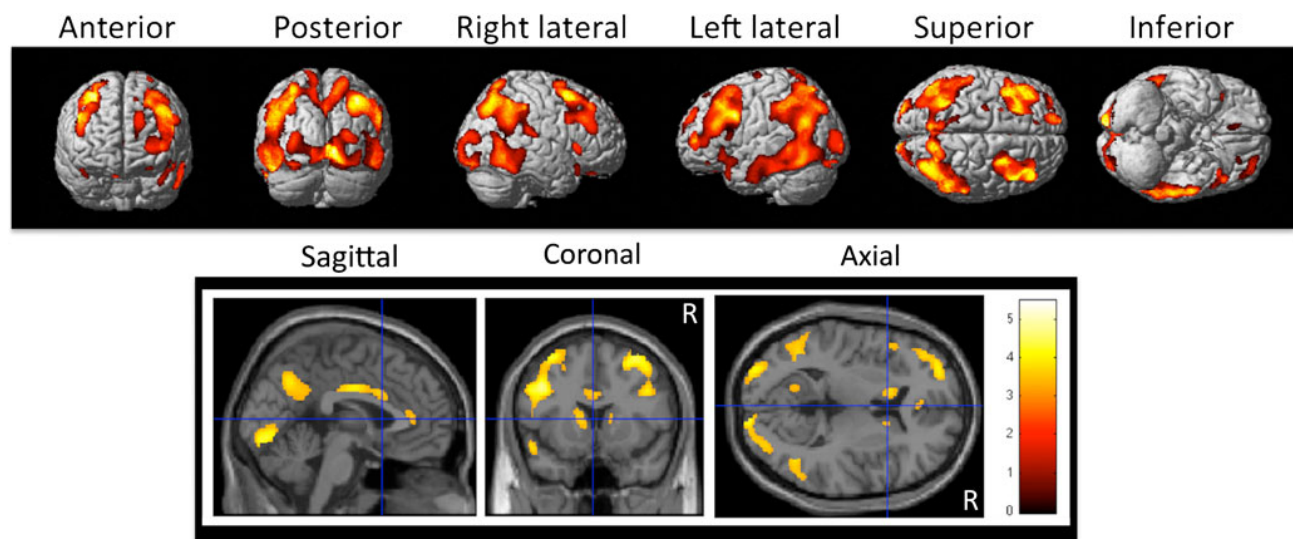 Anterior Posterior Right lateral Left lateral Superior Inferior
Sagittal Coronal Axial
R
5
4
3
2
1
0
R